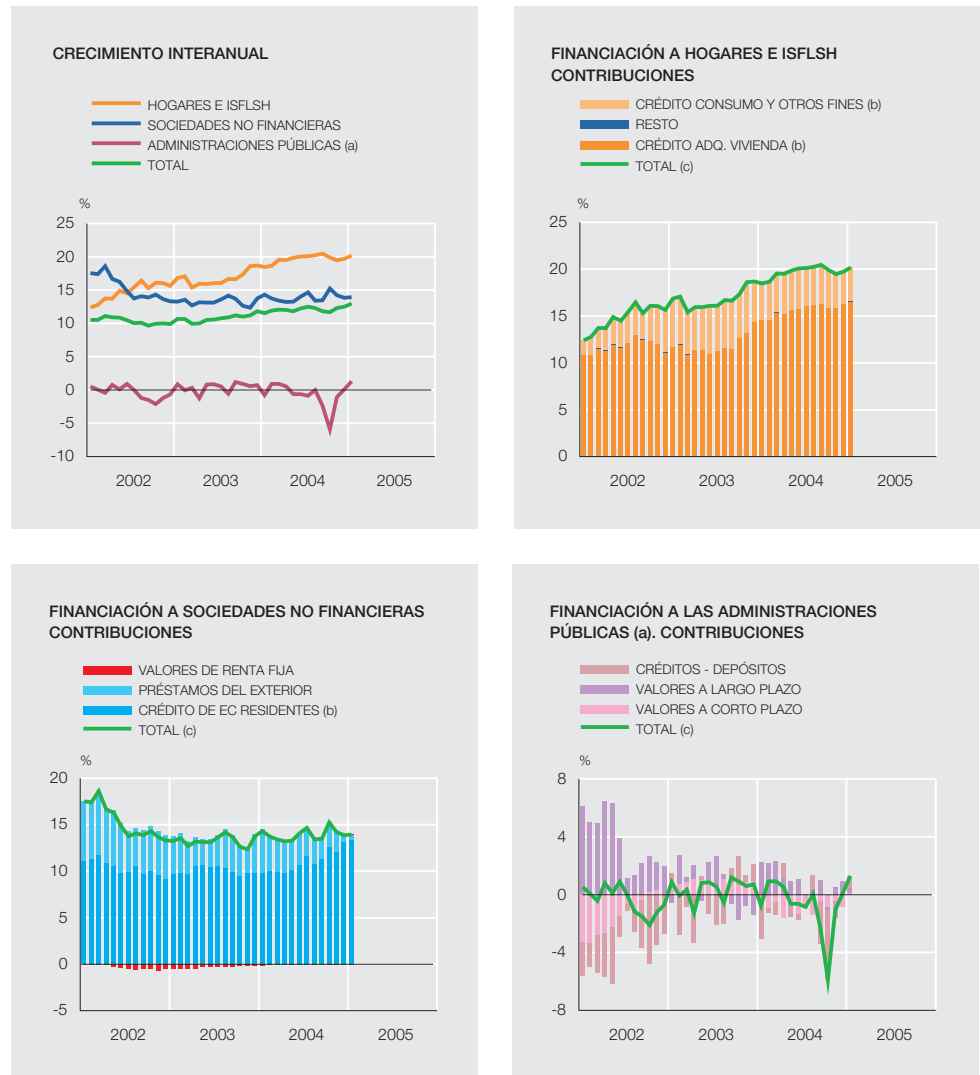 CRECIMIENTO INTERANUAL
HOGARES E ISFLSH
SOCIEDADES NO FINANCIERAS
ADMINISTRACIONES PÚBLICAS (a)
TOTAL
%
25
20
15
10
5
0
-5
-10
2002 2003 2004 2005
FINANCIACIÓN A HOGARES E ISFLSH
CONTRIBUCIONES
CRÉDITO CONSUMO Y OTROS FINES (b)
RESTO
CRÉDITO ADQ. VIVIENDA (b)
TOTAL (c)
%
25
20
15
10
5
0
2002 2003 2004 2005
FINANCIACIÓN A SOCIEDADES NO FINANCIERAS
CONTRIBUCIONES
VALORES DE RENTA FIJA
PRÉSTAMOS DEL EXTERIOR
CRÉDITO DE EC RESIDENTES (b)
TOTAL (c)
%
20
15
10
5
0
-5
2002 2003 2004 2005
FINANCIACIÓN A LAS ADMINISTRACIONES
PÚBLICAS (a). CONTRIBUCIONES
CRÉDITOS - DEPÓSITOS
VALORES A LARGO PLAZO
VALORES A CORTO PLAZO
TOTAL (c)
%
8
4
0
-4
-8
2002 2003 2004 2005